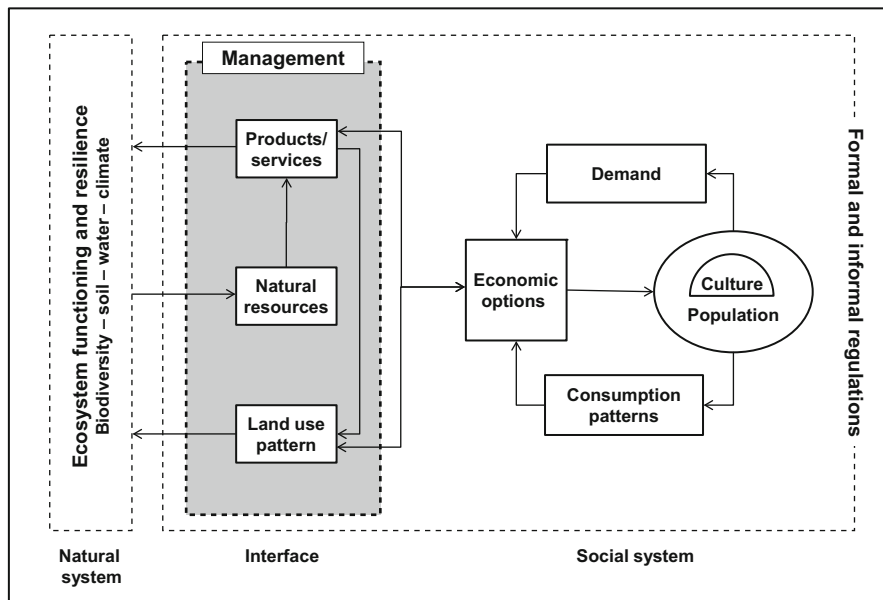 Ecosystem functioning and resilience
Biodiversity – soil – water – climate
Management
Products/
services
Natural
resources
Land use
pattern
Demand
Economic
options
Culture
Population
Consumption
patterns
Formal and informal regulations
Natural
system
Interface
Social system